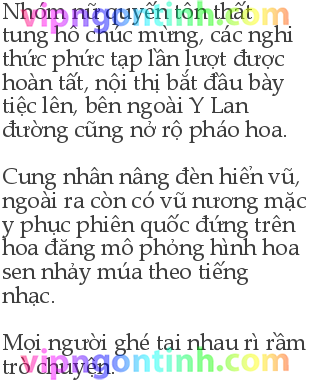 Nhóm nữ quyến tôn thất
vipngontinh.com
tung hô chúc mừng, các nghi
thức phức tạp lần lượt được
hoàn tất, nội thị bắt đầu bày
tiệc lên, bên ngoài Y Lan
đường cũng nở rộ pháo hoa.
Cung nhân nâng đèn hiển vũ,
ngoài ra còn có vũ nương mặc
y phục phiên quốc đứng trên
hoa đăng mô phỏng hình hoa
sen nhảy múa theo tiếng
nhạc.
Mọi người ghé tai nhau rì rầm
vipngontinh.com
trò chuyện.